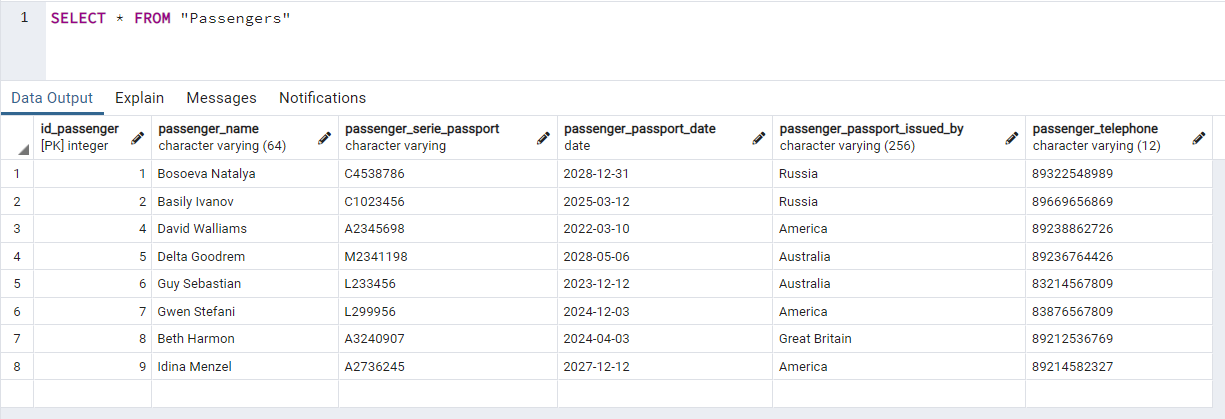 1 SELECT * FROM "Passengers"
Data Output Explain Messages Notifications
id_passenger passenger_name passenger_serie_passport passenger_passport_date passenger_passport_issued_by passenger_telephone
[PK] integer character varying (64) character varying date character varying (256) character varying (12)
1 1 Bosoeva Natalya C4538786 2028-12-31 Russia 89322548989
2 2 Basily Ivanov C1023456 2025-03-12 Russia 89669656869
3 4 David Walliams A2345698 2022-03-10 America 89238862726
4 5 Delta Goodrem M2341198 2028-05-06 Australia 89236764426
5 6 Guy Sebastian L233456 2023-12-12 Australia 83214567809
6 7 Gwen Stefani L299956 2024-12-03 America 83876567809
7 8 Beth Harmon A3240907 2024-04-03 Great Britain 89212536769
8 9 Idina Menzel A2736245 2027-12-12 America 89214582327